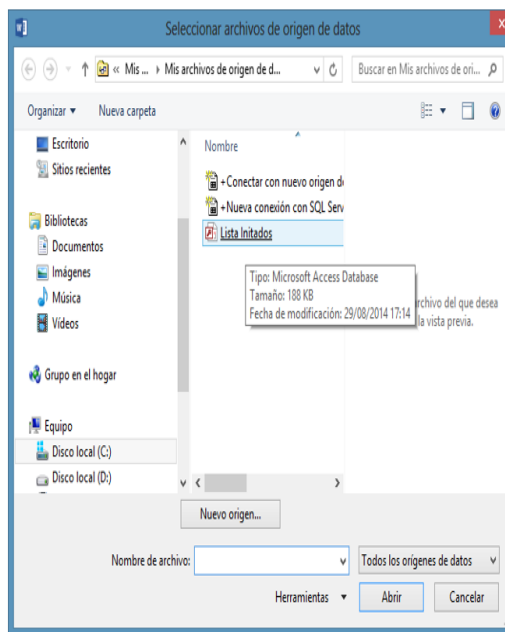 Seleccionar archivos de origen de datos
x
« Mis ... Mis archivos de origen de d...
Buscar en Mis archivos de ori...
Organizar
Nueva carpeta
Escritorio
Sitios recientes
Bibliotecas
Documentos
Imágenes
Música
Vídeos
Grupo en el hogar
Equipo
Disco local (C:)
Disco local (D:)
Nombre
+Conectar con nuevo origen de
+Nueva conexión con SQL Serv
Lista Initados
Tipo: Microsoft Access Database
Tamaño: 188 KB
Fecha de modificación: 29/08/2014 17:14
rchivo del que desea
la vista previa.
Nuevo origen...
Nombre de archivo:
Todos los orígenes de datos
Herramientas
Abrir
Cancelar